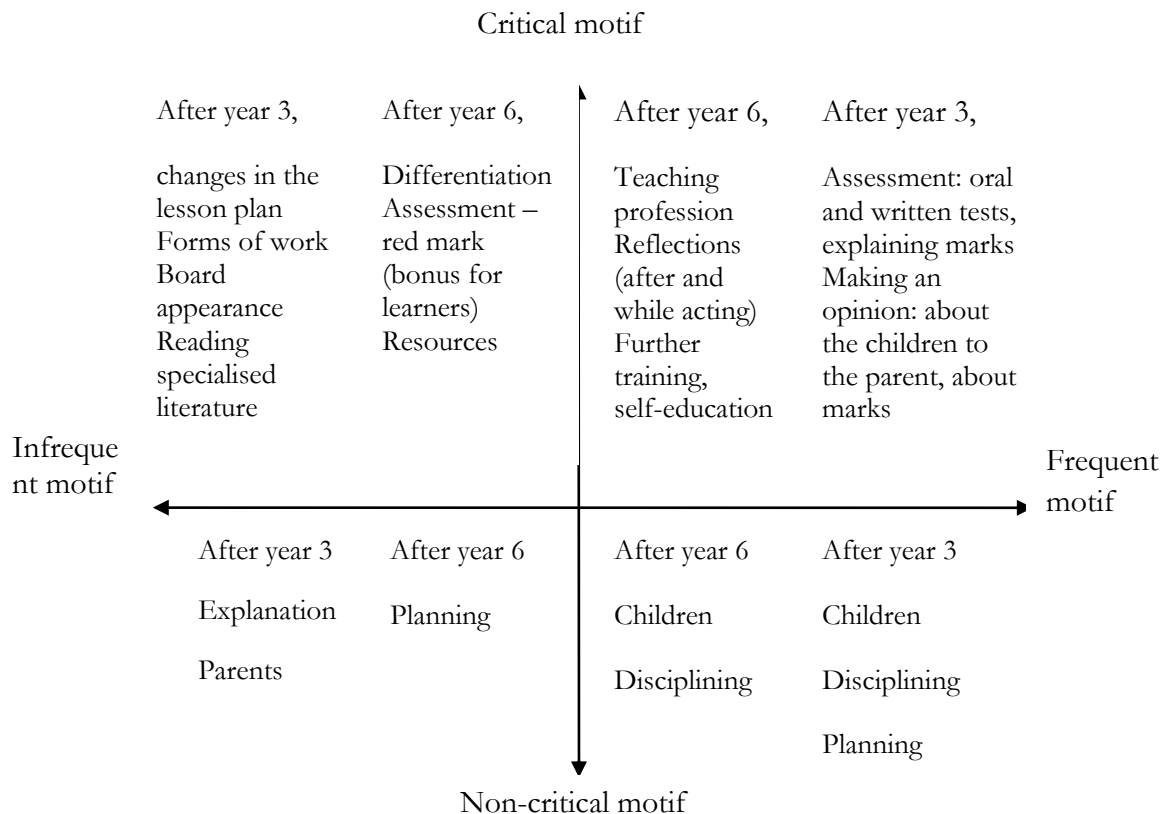 Critical motif
After year 3,
changes in the
lesson plan
Forms of work
Board
appearance
Reading
specialised
literature
After year 6,
Differentiation
Assessment –
red mark
(bonus for
learners)
Resources
After year 6,
Teaching
profession
Reflections
(after and
while acting)
Further
training,
self-education
After year 3,
Assessment: oral
and written tests,
explaining marks
Making an
opinion: about
the children to
the parent, about
marks
Infreque
nt motif
Frequent
motif
After year 3
Explanation
Parents
After year 6
Planning
After year 6
Children
Disciplining
After year 3
Children
Disciplining
Planning
Non-critical motif